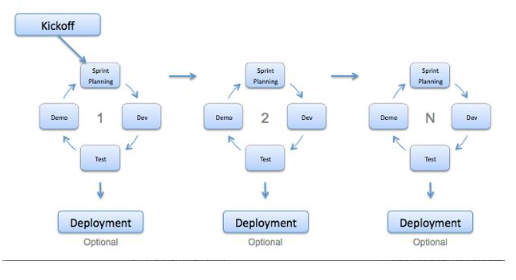 Kickoff
Sprint
Planning
Demo
1
Dev
Test
Deployment
Optional
Sprint
Planning
Demo
2
Dev
Test
Deployment
Optional
Sprint
Planning
Demo
N
Dev
Test
Deployment
Optional